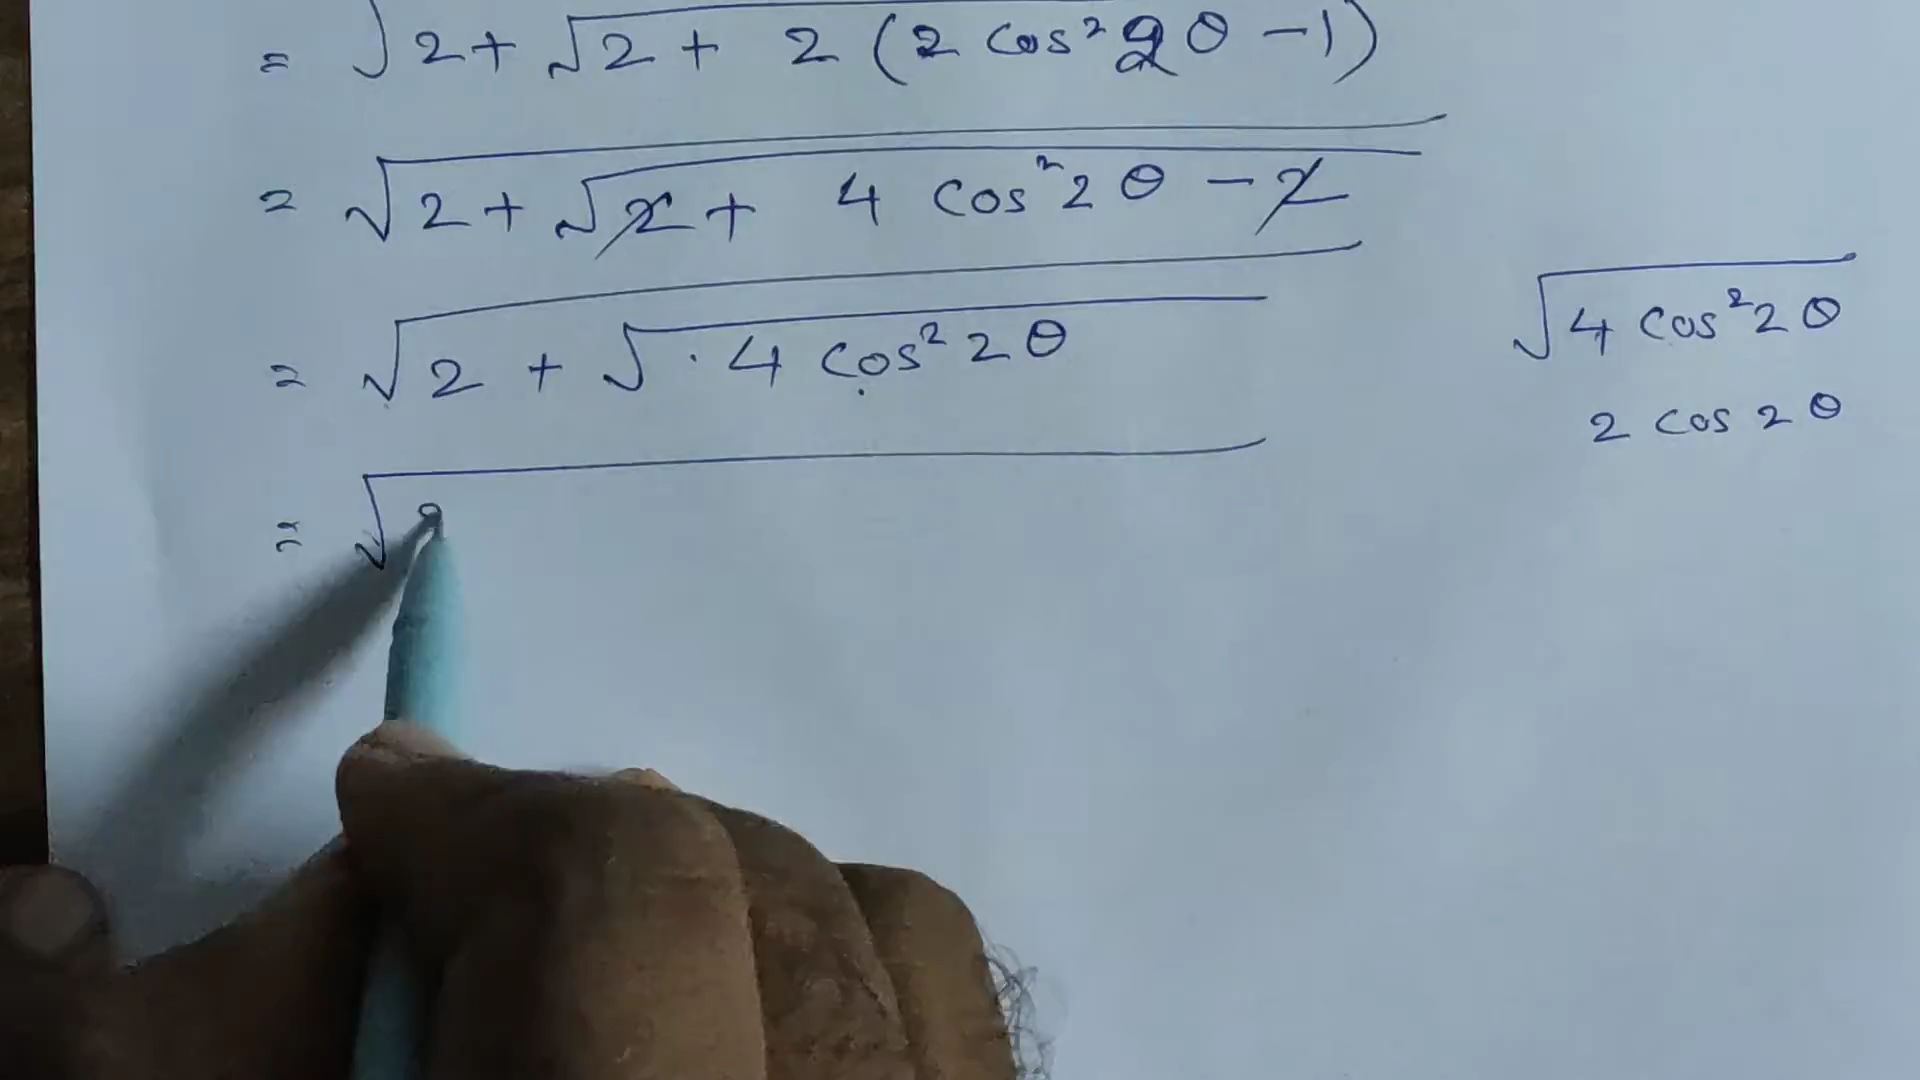 = √2 + √2 + 2 (2 cos² 2θ - 1)
= √2 + √2 + 4 cos² 2θ - 2
= √2 + √· 4 cos² 2θ
√4 cos² 2θ
2 cos 2θ
= √